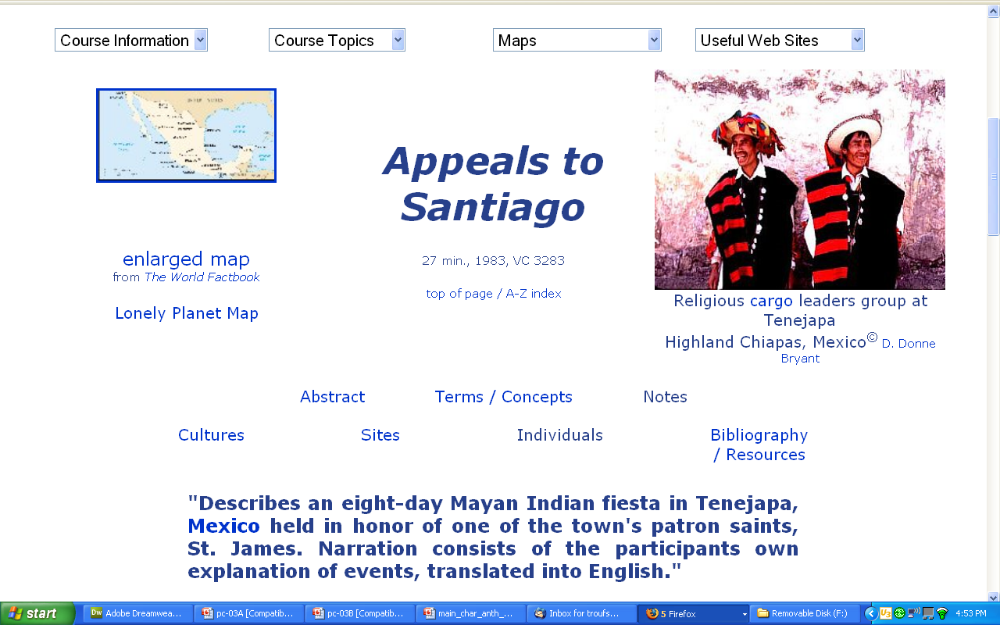 Course Information
Course Topics
Maps
Useful Web Sites
Appeals to
Santiago
enlarged map
from The World Factbook
Lonely Planet Map
27 min., 1983, VC 3283
top of page / A-Z index
Religious cargo leaders group at
Tenejapa
Highland Chiapas, Mexico© D. Donne
Bryant
Abstract
Terms / Concepts
Notes
Cultures
Sites
Individuals
Bibliography
/ Resources
"Describes an eight-day Mayan Indian fiesta in Tenejapa,
Mexico held in honor of one of the town's patron saints,
St. James. Narration consists of the participants own
explanation of events, translated into English."
start
Adobe Dreamwea...
pc-03A [Compatib...
pc-03B [Compatib...
main_char_anth_...
Inbox for troufs...
5 Firefox
Removable Disk (F:)
4:53 PM